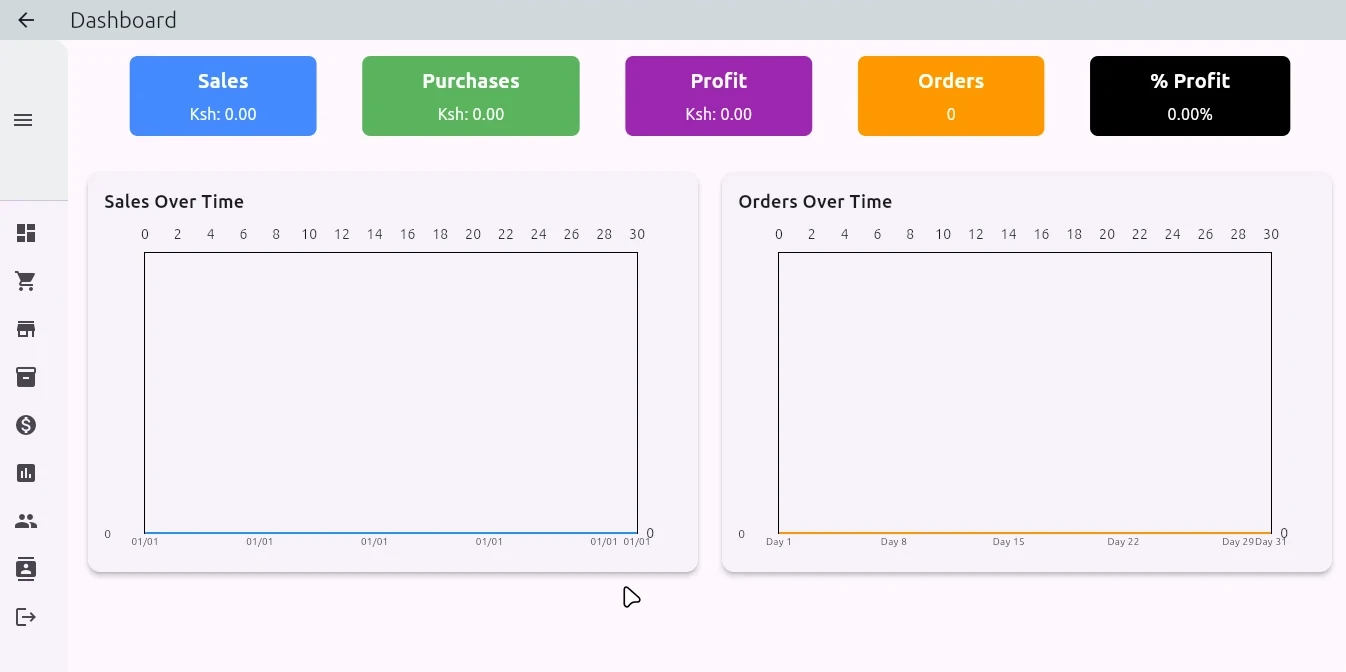 Dashboard
Sales
Ksh: 0.00
Purchases
Ksh: 0.00
Profit
Ksh: 0.00
Orders
0
% Profit
0.00%
Sales Over Time
0 2 4 6 8 10 12 14 16 18 20 22 24 26 28 30
0
0
01/01 01/01 01/01 01/01 01/01 01/01
Orders Over Time
0 2 4 6 8 10 12 14 16 18 20 22 24 26 28 30
0
0
Day 1 Day 8 Day 15 Day 22 Day 29 Day 31